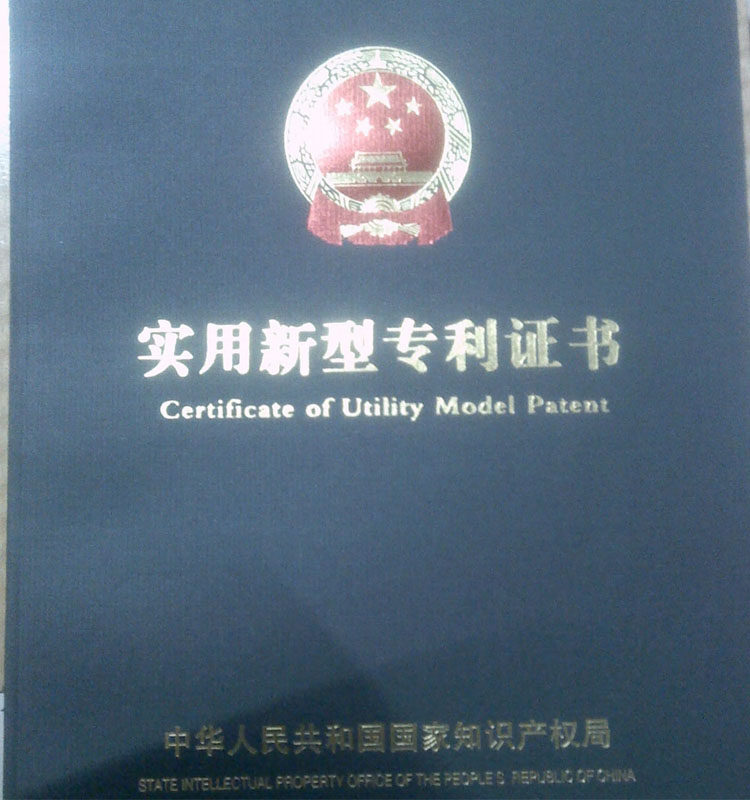 实用新型专利证书
Certificate of Utility Model Patent
中华人民共和国国家知识产权局
STATE INTELLECTUAL PROPERTY OFFICE OF THE PEOPLE'S REPUBLIC OF CHINA